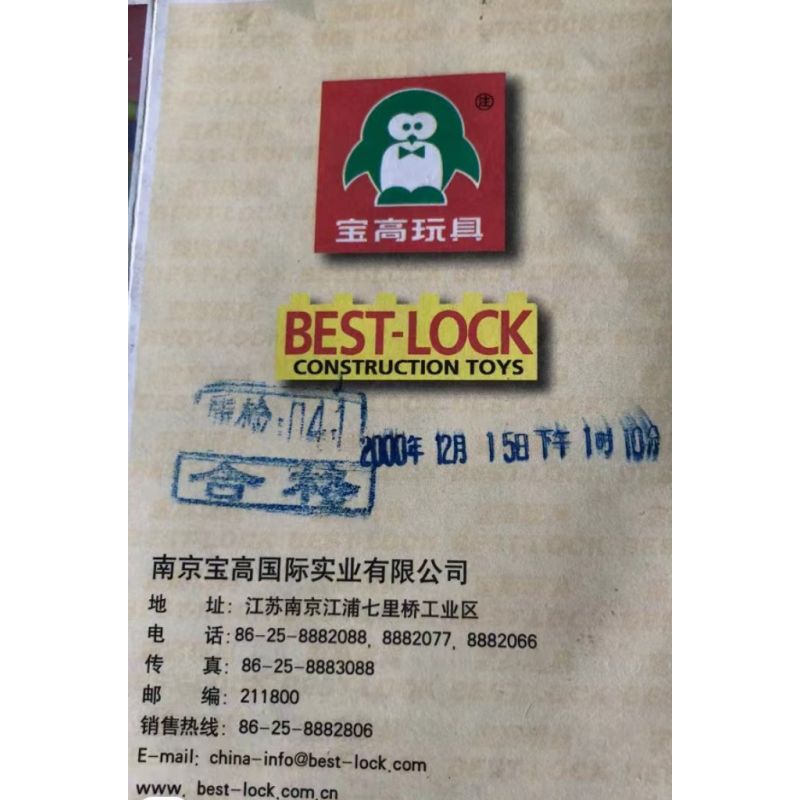 注
宝高玩具
BEST-LOCK
CONSTRUCTION TOYS
检: 041
2000年 12月 15日 下午 1时 10分
合格
南京宝高国际实业有限公司
地 址: 江苏南京江浦七里桥工业区
电 话: 86-25-8882088, 8882077, 8882066
传 真: 86-25-8883088
邮 编: 211800
销售热线: 86-25-8882806
E-mail: china-info@best-lock.com
www. best-lock.com.cn